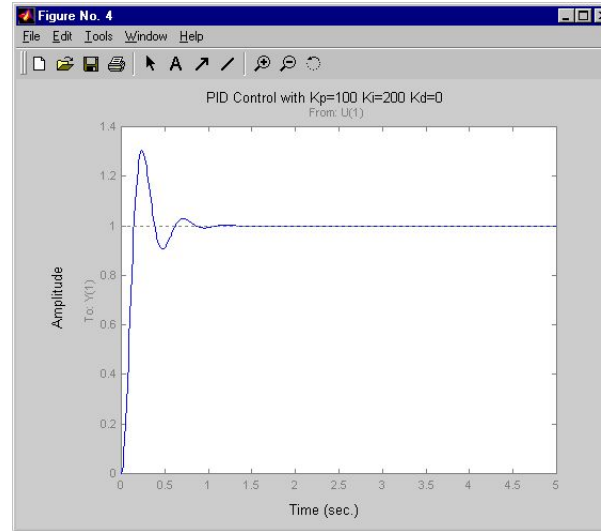 Figure No. 4
File Edit Tools Window Help
A
PID Control with Kp=100 Ki=200 Kd=0
From: U(1)
1.4
1.2
1
0.8
0.6
0.4
0.2
0
Amplitude
To: Y(1)
0 0.5 1 1.5 2 2.5 3 3.5 4 4.5 5
Time (sec.)